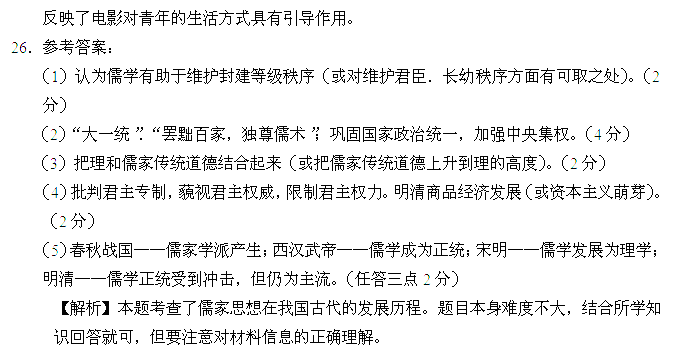 反映了电影对青年的生活方式具有引导作用。
26．参考答案：
（1）认为儒学有助于维护封建等级秩序（或对维护君臣．长幼秩序方面有可取之处）。（2
分）
（2）“大一统”．“罢黜百家，独尊儒术”；巩固国家政治统一，加强中央集权。（4 分）
（3）把理和儒家传统道德结合起来（或把儒家传统道德上升到理的高度）。（2 分）
（4）批判君主专制，藐视君主权威，限制君主权力。明清商品经济发展（或资本主义萌芽）。
（2 分）
（5）春秋战国——儒家学派产生；西汉武帝——儒学成为正统；宋明——儒学发展为理学；
明清——儒学正统受到冲击，但仍为主流。（任答三点 2 分）
【解析】本题考查了儒家思想在我国古代的发展历程。题目本身难度不大，结合所学知
识回答就可，但要注意对材料信息的正确理解。